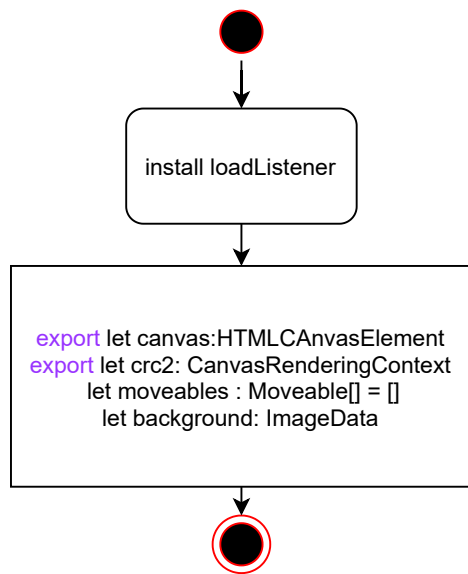 install loadListener
export let canvas:HTMLCAnvasElement
export let crc2: CanvasRenderingContext
let moveables : Moveable[] = []
let background: ImageData